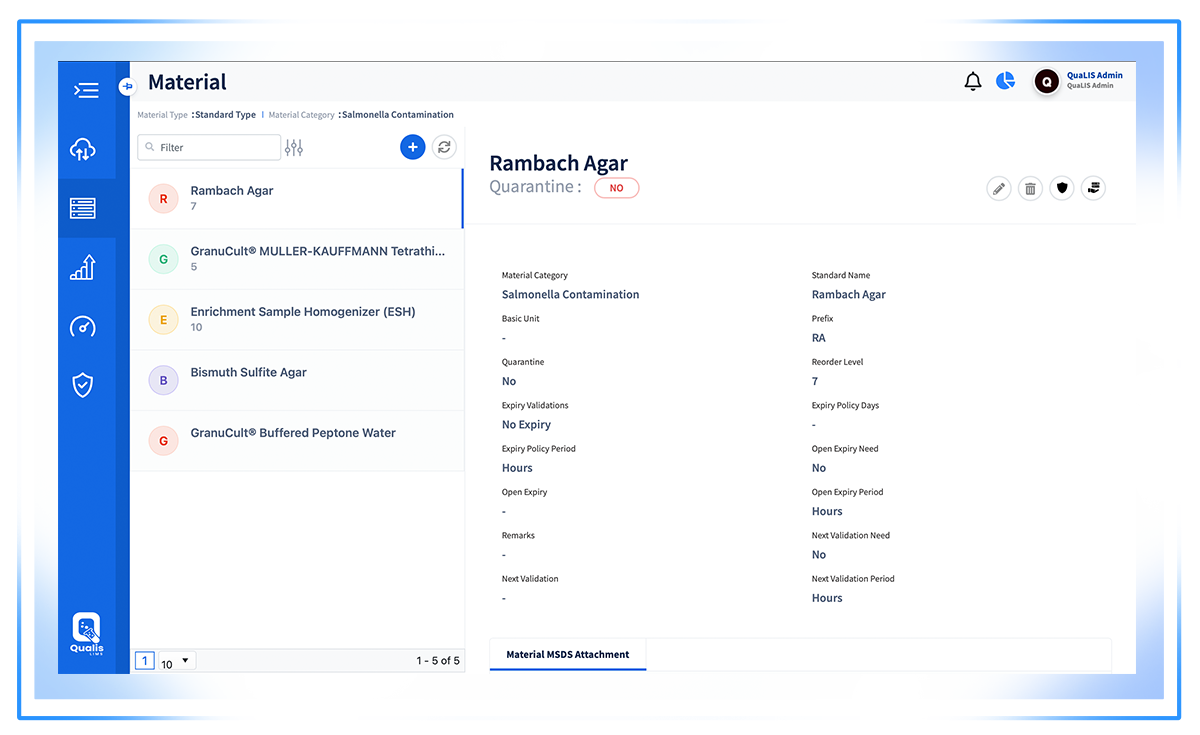 Material
QuaLIS Admin
QuaLIS Admin
Q
Material Type :Standard Type | Material Category :Salmonella Contamination
Filter
R
Rambach Agar
7
G
GranuCult® MULLER-KAUFFMANN Tetrathi...
5
E
Enrichment Sample Homogenizer (ESH)
10
B
Bismuth Sulfite Agar
G
GranuCult® Buffered Peptone Water
1
10
1 - 5 of 5
Qualis
LIMS
Rambach Agar
Quarantine : NO
Material Category
Salmonella Contamination
Standard Name
Rambach Agar
Basic Unit
-
Prefix
RA
Quarantine
No
Reorder Level
7
Expiry Validations
No Expiry
Expiry Policy Days
-
Expiry Policy Period
Hours
Open Expiry Need
No
Open Expiry
-
Open Expiry Period
Hours
Remarks
-
Next Validation Need
No
Next Validation
-
Next Validation Period
Hours
Material MSDS Attachment